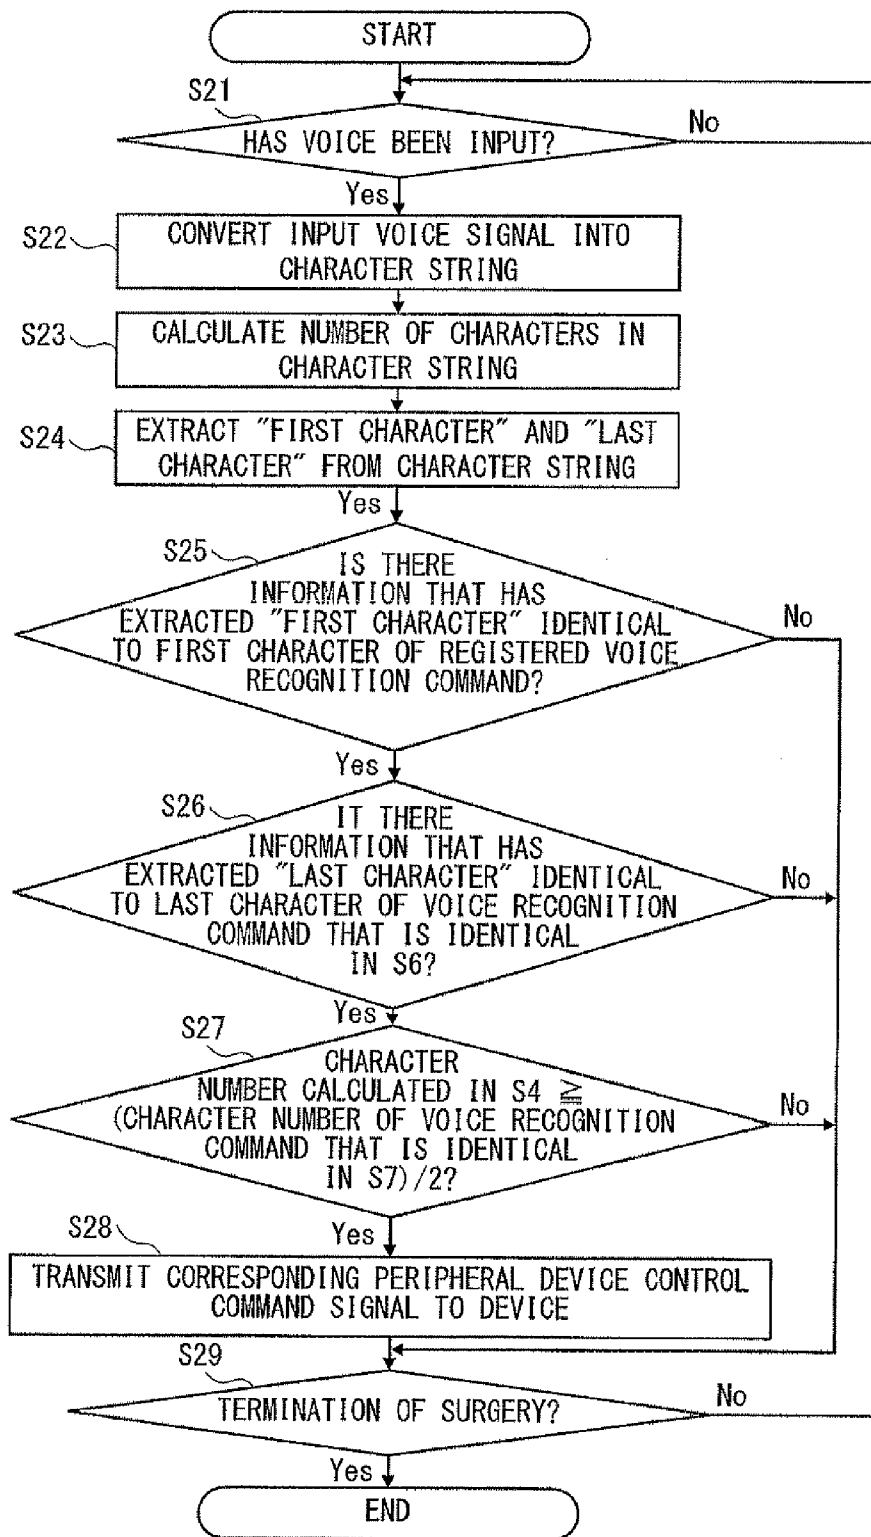 START
S21
HAS VOICE BEEN INPUT?
No
Yes
S22
CONVERT INPUT VOICE SIGNAL INTO
CHARACTER STRING
S23
CALCULATE NUMBER OF CHARACTERS IN
CHARACTER STRING
S24
EXTRACT "FIRST CHARACTER" AND "LAST
CHARACTER" FROM CHARACTER STRING
Yes
S25
IS THERE
INFORMATION THAT HAS
EXTRACTED "FIRST CHARACTER" IDENTICAL
TO FIRST CHARACTER OF REGISTERED VOICE
RECOGNITION COMMAND?
No
Yes
S26
IT THERE
INFORMATION THAT HAS
EXTRACTED "LAST CHARACTER" IDENTICAL
TO LAST CHARACTER OF VOICE RECOGNITION
COMMAND THAT IS IDENTICAL
IN S6?
No
Yes
S27
CHARACTER
NUMBER CALCULATED IN S4 ≧
(CHARACTER NUMBER OF VOICE RECOGNITION
COMMAND THAT IS IDENTICAL
IN S7)/2?
No
Yes
S28
TRANSMIT CORRESPONDING PERIPHERAL DEVICE CONTROL
COMMAND SIGNAL TO DEVICE
S29
TERMINATION OF SURGERY?
No
Yes
END